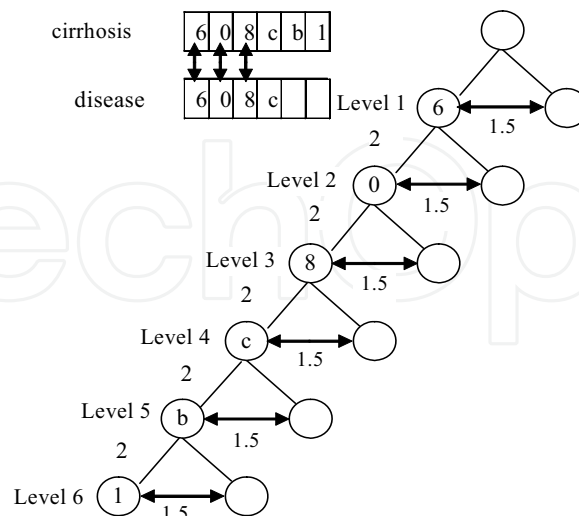 cirrhosis 6 0 8 c b 1
disease 6 0 8 c
Level 1 6 1.5
2
Level 2 0 1.5
2
Level 3 8 1.5
2
Level 4 c 1.5
2
Level 5 b 1.5
2
Level 6 1 1.5